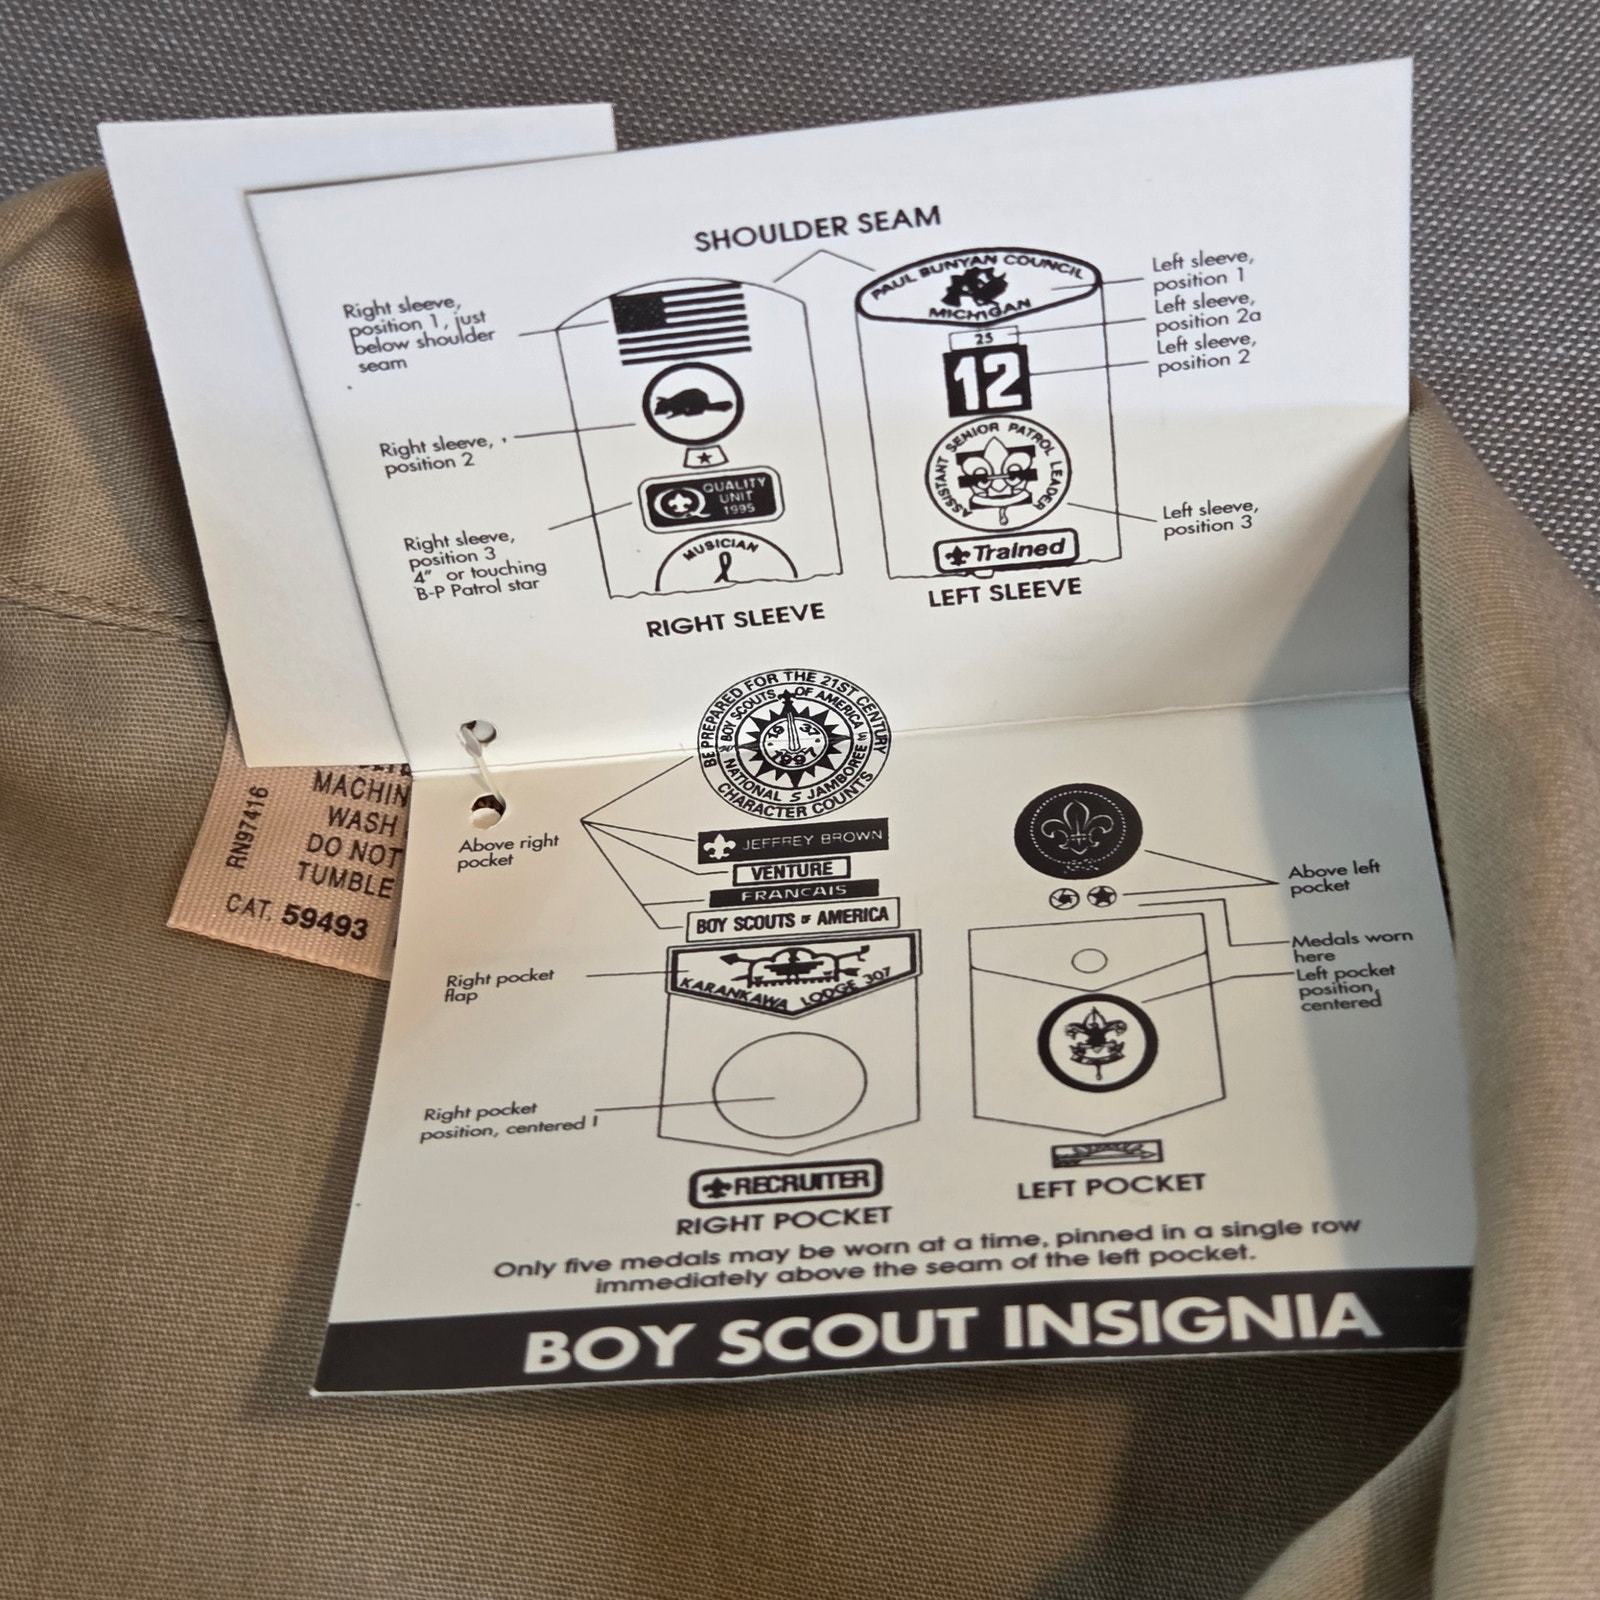 SHOULDER SEAM
Right sleeve,
position 1, just
below shoulder
seam
PAUL BUNYAN COUNCIL
MICHIGAN
Left sleeve,
position 1
Left sleeve,
position 2a
Left sleeve,
position 2
25
12
Right sleeve,
position 2
QUALITY
UNIT
1995
ASSISTANT SENIOR PATROL LEADER
Left sleeve,
position 3
Right sleeve,
position 3
4" or touching
B-P Patrol star
MUSICIAN
Trained
RIGHT SLEEVE
LEFT SLEEVE
BE PREPARED FOR THE 21ST CENTURY
BOY SCOUTS OF AMERICA
1937
1997
NATIONAL JAMBOREE
CHARACTER COUNTS
MACHIN
WASH
DO NOT
TUMBLE
RN97416
CAT. 59493
Above right
pocket
JEFFREY BROWN
VENTURE
FRANCAIS
BOY SCOUTS OF AMERICA
Above left
pocket
Medals worn
here
Right pocket
flap
KARANKAWA LODGE 307
Left pocket
position,
centered
Right pocket
position, centered
RECRUITER
RIGHT POCKET
LEFT POCKET
Only five medals may be worn at a time, pinned in a single row
immediately above the seam of the left pocket.
BOY SCOUT INSIGNIA